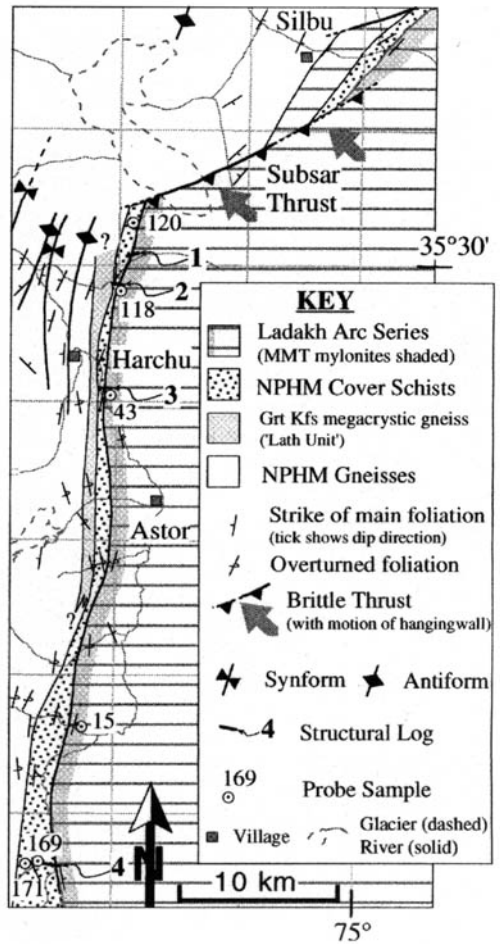 Silbu
Subsar
Thrust
120
?
1
35°30'
2
118
Harchu
3
43
Astor
?
15
169
171
4
N
10 km
75°
KEY
Ladakh Arc Series
(MMT mylonites shaded)
NPHM Cover Schists
Grt Kfs megacrystic gneiss
('Lath Unit')
NPHM Gneisses
Strike of main foliation
(tick shows dip direction)
Overturned foliation
Brittle Thrust
(with motion of hangingwall)
Synform
Antiform
4 Structural Log
169
Probe Sample
Village
Glacier (dashed)
River (solid)